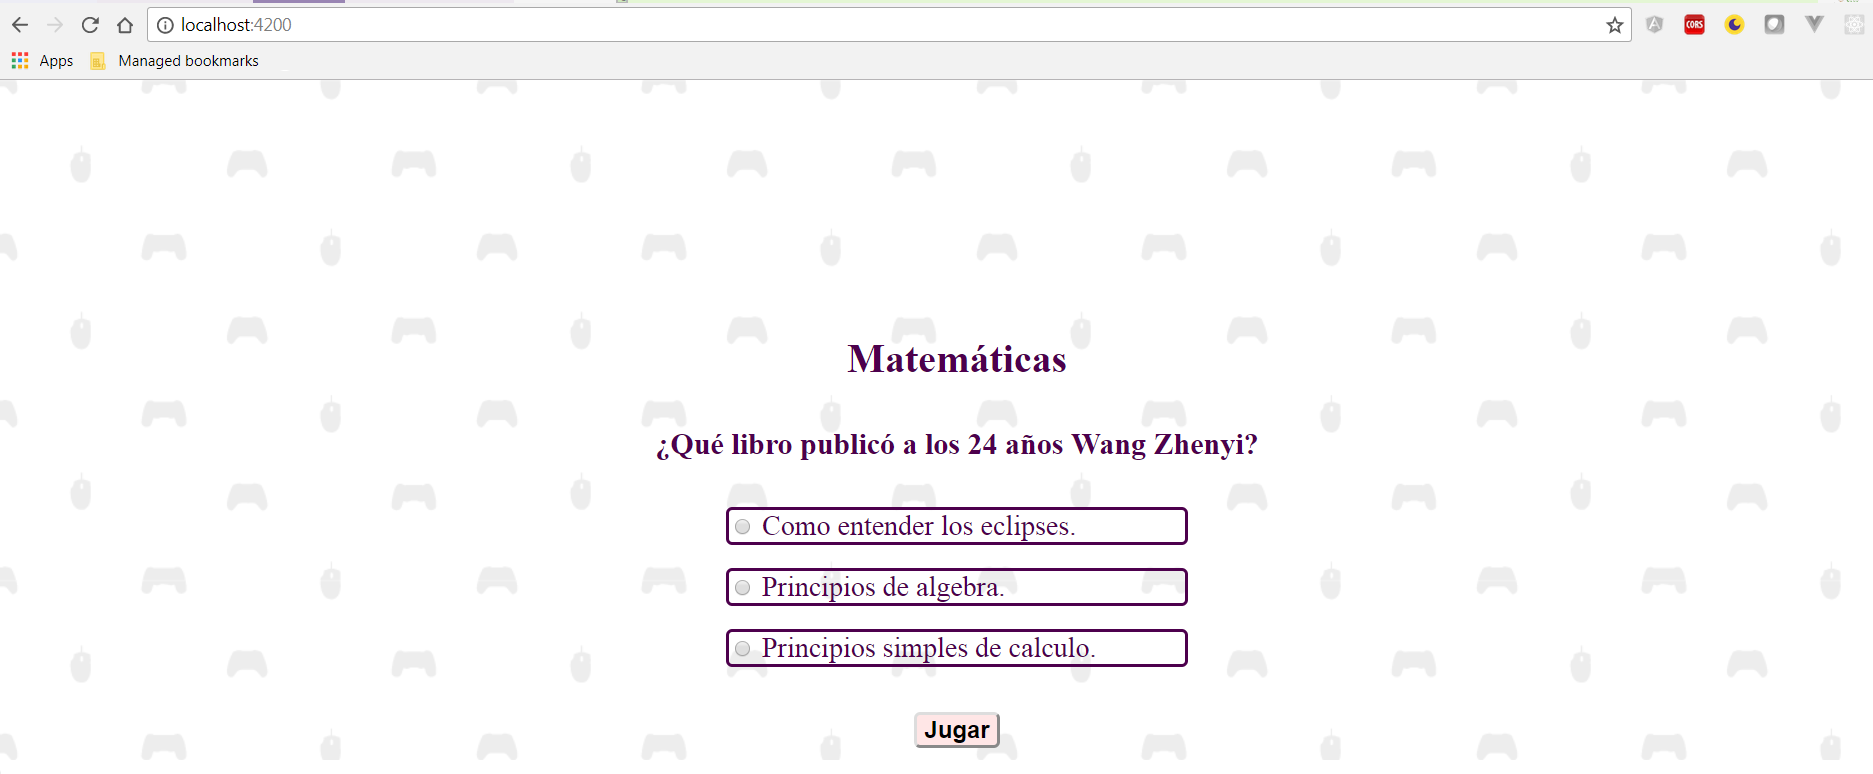 localhost:4200
CORS
Apps Managed bookmarks
Matemáticas
¿Qué libro publicó a los 24 años Wang Zhenyi?
Como entender los eclipses.
Principios de algebra.
Principios simples de calculo.
Jugar